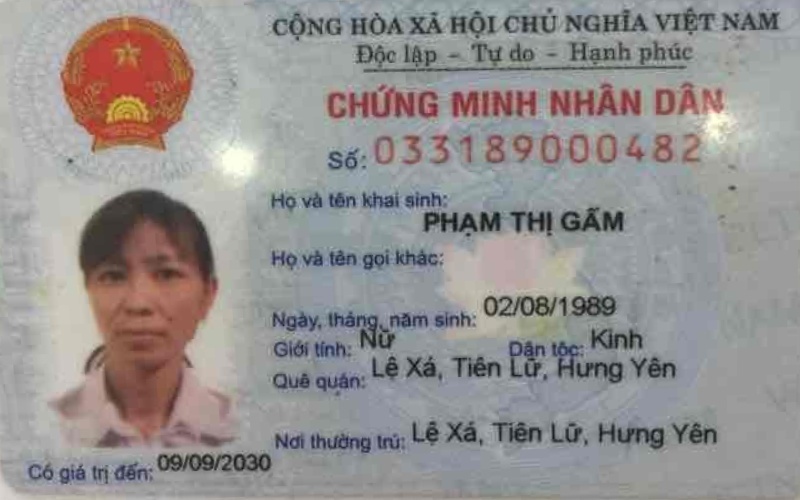 CỘNG HÒA XÃ HỘI CHỦ NGHĨA VIỆT NAM
Độc lập - Tự do - Hạnh phúc
CHỨNG MINH NHÂN DÂN
Số: 033189000482
Họ và tên khai sinh:
PHẠM THỊ GẤM
Họ và tên gọi khác:
Ngày, tháng, năm sinh: 02/08/1989
Giới tính: Nữ Dân tộc: Kinh
Quê quán: Lệ Xá, Tiên Lữ, Hưng Yên
Nơi thường trú: Lệ Xá, Tiên Lữ, Hưng Yên
Có giá trị đến: 09/09/2030